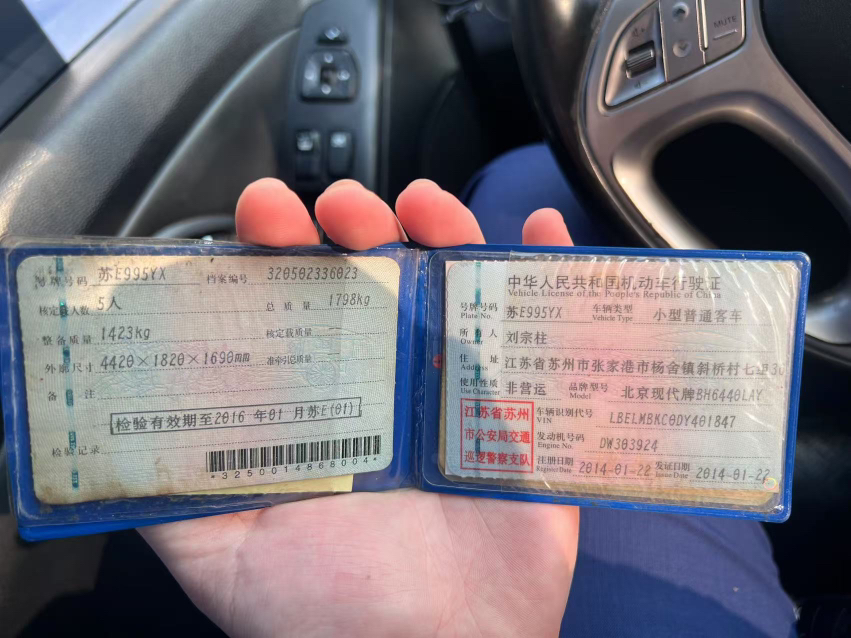 号牌号码 苏E995YX 档案编号 320502336023
核定载人数 5人 总质量 1798kg
整备质量 1423kg 核定载质量 --
外廓尺寸 4420×1820×1690mm 准牵引总质量 --
备注
检验有效期至2016年01月苏E(01)
检验记录
*3250014868004*
中华人民共和国机动车行驶证
Vehicle License of the People's Republic of China
号牌号码 苏E995YX 车辆类型 小型普通客车
Plate No. Vehicle Type
所有人 刘宗柱
Owner
住址 江苏省苏州市张家港市杨舍镇斜桥村七里
Address
使用性质 非营运 品牌型号 北京现代牌BH6440LAY
Use Character Model
江苏省苏州
市公安局交通
巡逻警察支队
车辆识别代号 LBELMBKC0DY401847
VIN
发动机号码 DW303924
Engine No.
注册日期 2014-01-22 发证日期 2014-01-22
Register Date Issue Date
MUTE